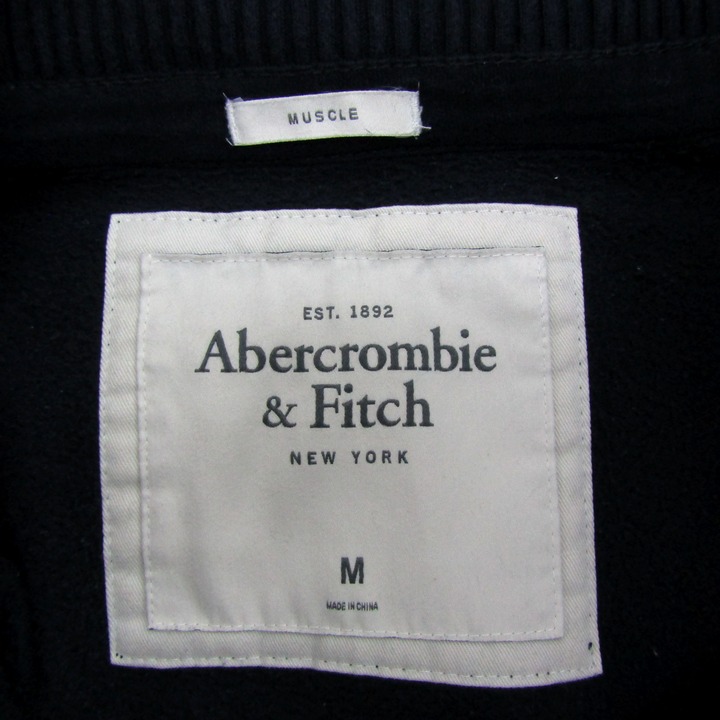 MUSCLE
EST. 1892
Abercrombie
& Fitch
NEW YORK
M
MADE IN CHINA